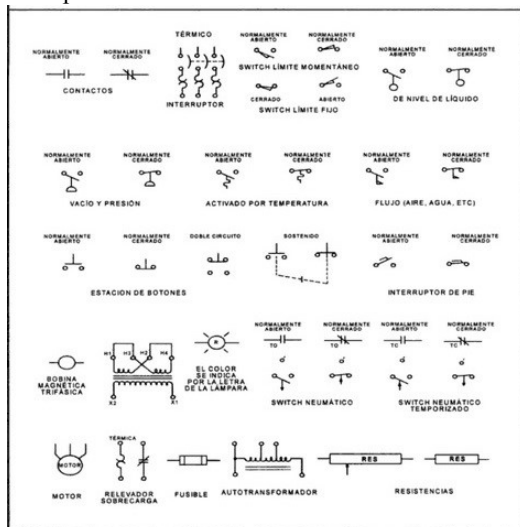 NORMALMENTE ABIERTO
NORMALMENTE CERRADO
CONTACTOS
TÉRMICO
INTERRUPTOR
NORMALMENTE ABIERTO
NORMALMENTE CERRADO
SWITCH LÍMITE MOMENTÁNEO
CERRADO
ABIERTO
SWITCH LÍMITE FIJO
NORMALMENTE ABIERTO
NORMALMENTE CERRADO
DE NIVEL DE LÍQUIDO
NORMALMENTE ABIERTO
NORMALMENTE CERRADO
VACÍO Y PRESIÓN
NORMALMENTE ABIERTO
NORMALMENTE CERRADO
ACTIVADO POR TEMPERATURA
NORMALMENTE ABIERTO
NORMALMENTE CERRADO
FLUJO (AIRE, AGUA, ETC)
NORMALMENTE ABIERTO
NORMALMENTE CERRADO
DOBLE CIRCUITO
SOSTENIDO
ESTACION DE BOTONES
NORMALMENTE ABIERTO
NORMALMENTE CERRADO
INTERRUPTOR DE PIE
BOBINA
MAGNÉTICA
TRIFÁSICA
H1 H3 H2 H4
X2 X1
R
EL COLOR
SE INDICA
POR LA LETRA
DE LA LÁMPARA
NORMALMENTE ABIERTO
NORMALMENTE CERRADO
TO
TO
SWITCH NEUMÁTICO
NORMALMENTE ABIERTO
NORMALMENTE CERRADO
TC
TC
SWITCH NEUMÁTICO
TEMPORIZADO
MOTOR
MOTOR
TÉRMICA
RELEVADOR
SOBRECARGA
FUSIBLE
AUTOTRANSFORMADOR
RES
RES
RESISTENCIAS